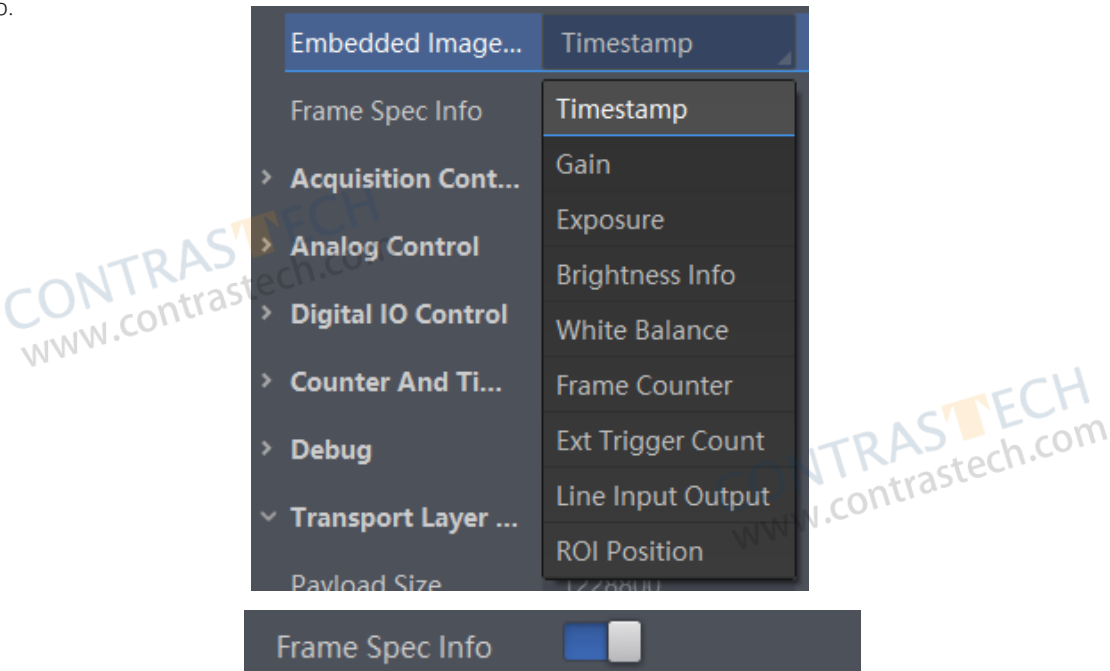 o.
Embedded Image... Timestamp
Frame Spec Info Timestamp
Gain
> Acquisition Cont...
Exposure
> Analog Control
Brightness Info
> Digital IO Control
White Balance
> Counter And Ti... Frame Counter
> Debug Ext Trigger Count
Line Input Output
Transport Layer ...
ROI Position
Payload Size 1228800
Frame Spec Info
CONTRASTECH
www.contrastech.com
CONTRASTECH
www.contrastech.com